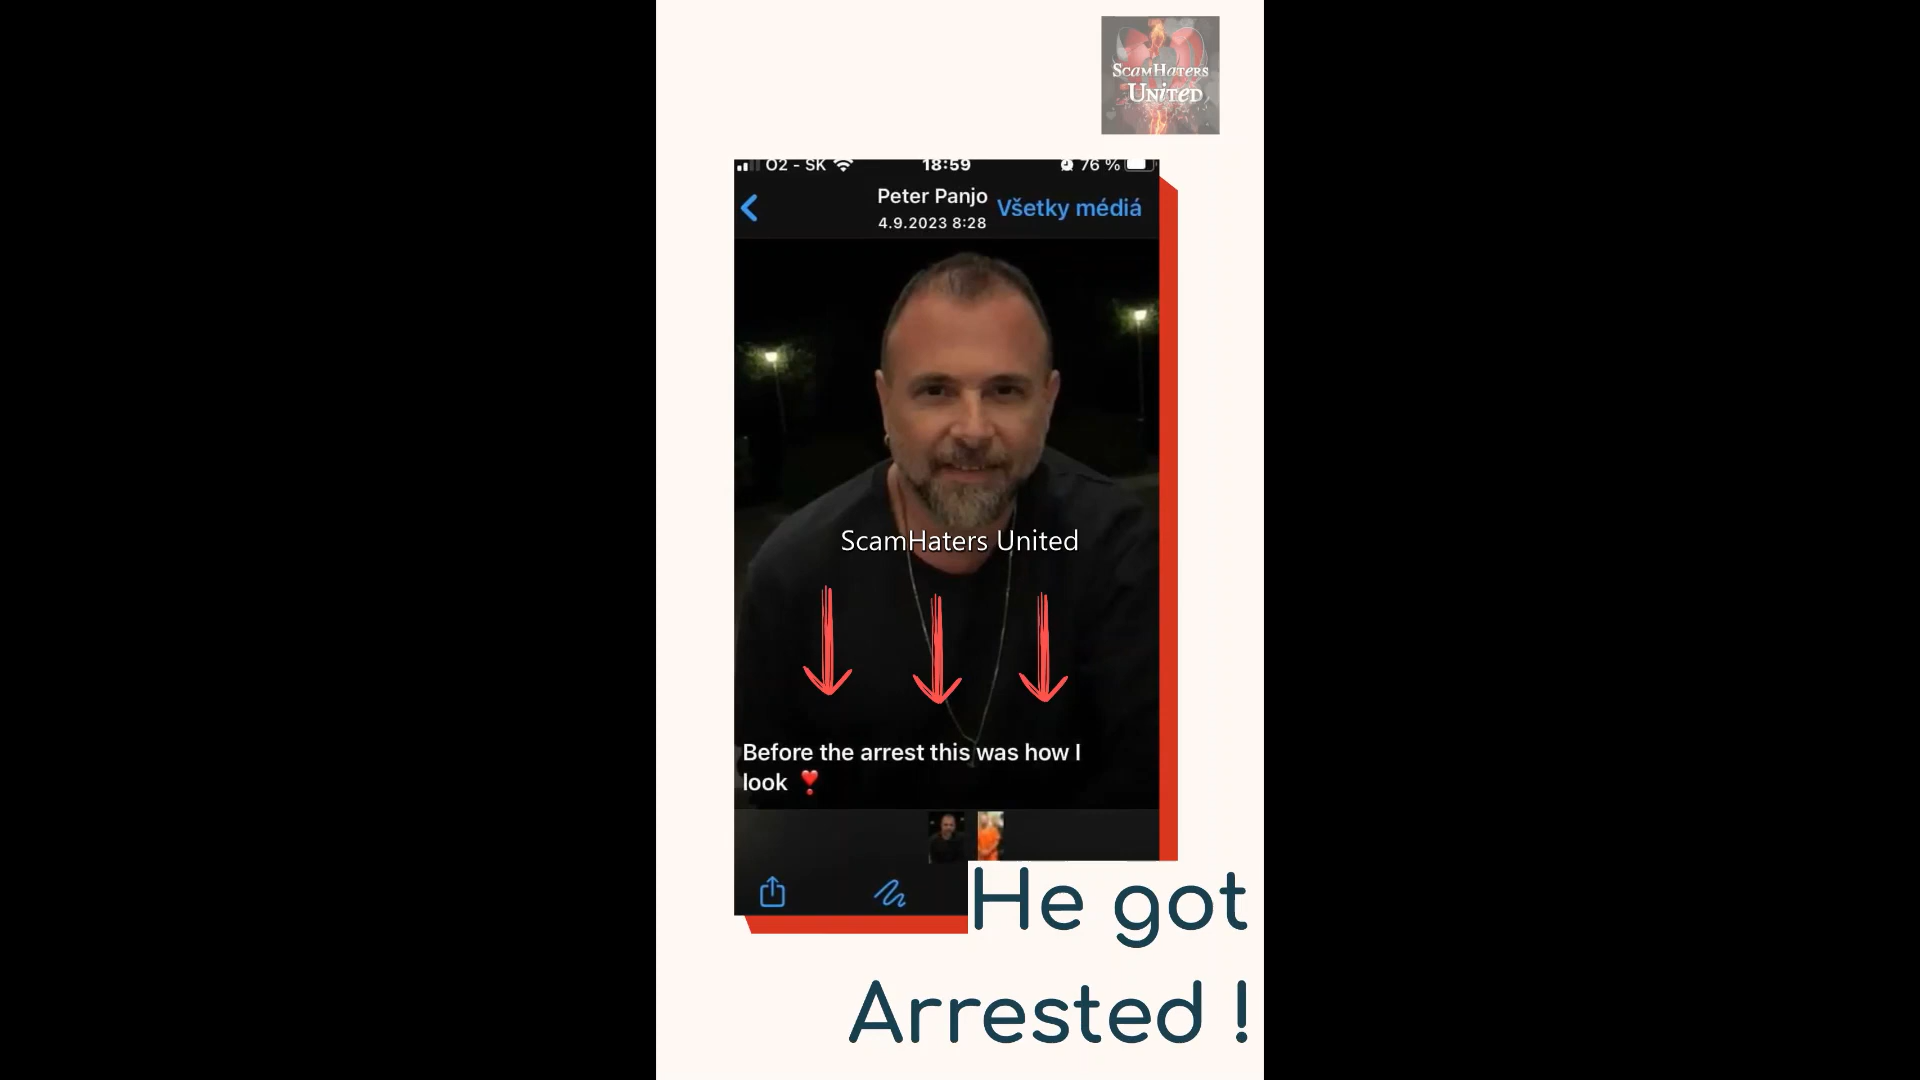 ScamHaters
United
O2 - SK 18:59 76 %
Peter Panjo
4.9.2023 8:28
Všetky médiá
ScamHaters United
Before the arrest this was how I
look
He got
Arrested !